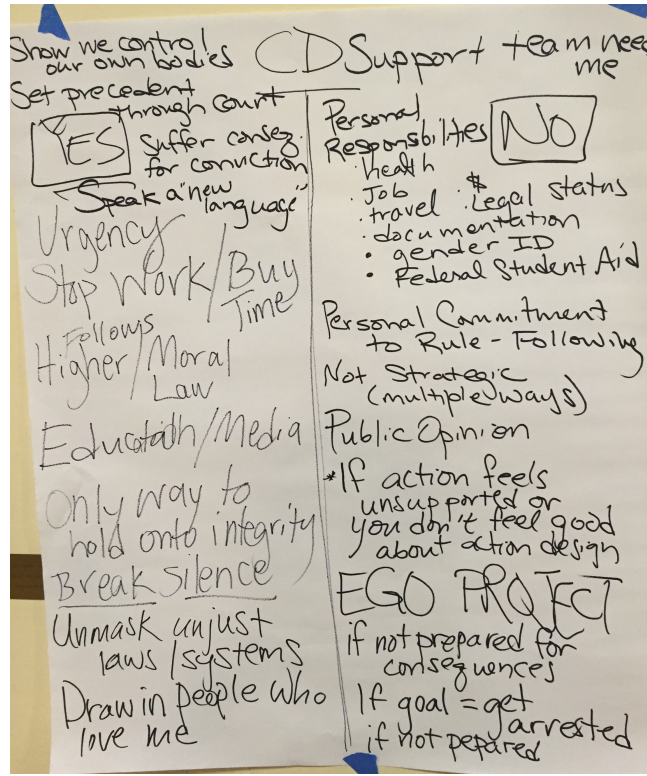 CD
Show we control
our own bodies
Set precedent
through court
YES
Suffer conseq.
for conviction
Speak a "new
language"
Urgency
Stop Work/Buy
Time
Follows
Higher/Moral
Law
Education/Media
Only way to
hold onto integrity
Break Silence
Unmask unjust
laws/systems
Draw in people who
love me
Support team need
me
NO
Personal
Responsbilities
· health
· Job
· travel · $ Legal status
· documentation
· gender ID
· Federal Student Aid
Personal Commitment
to Rule-Following
Not Strategic
(multiple ways)
Public Opinion
*If action feels
unsupported or
you don't feel good
about action design
EGO PROJECT
if not prepared for
consequences
If goal = get
arrested
if not pepared